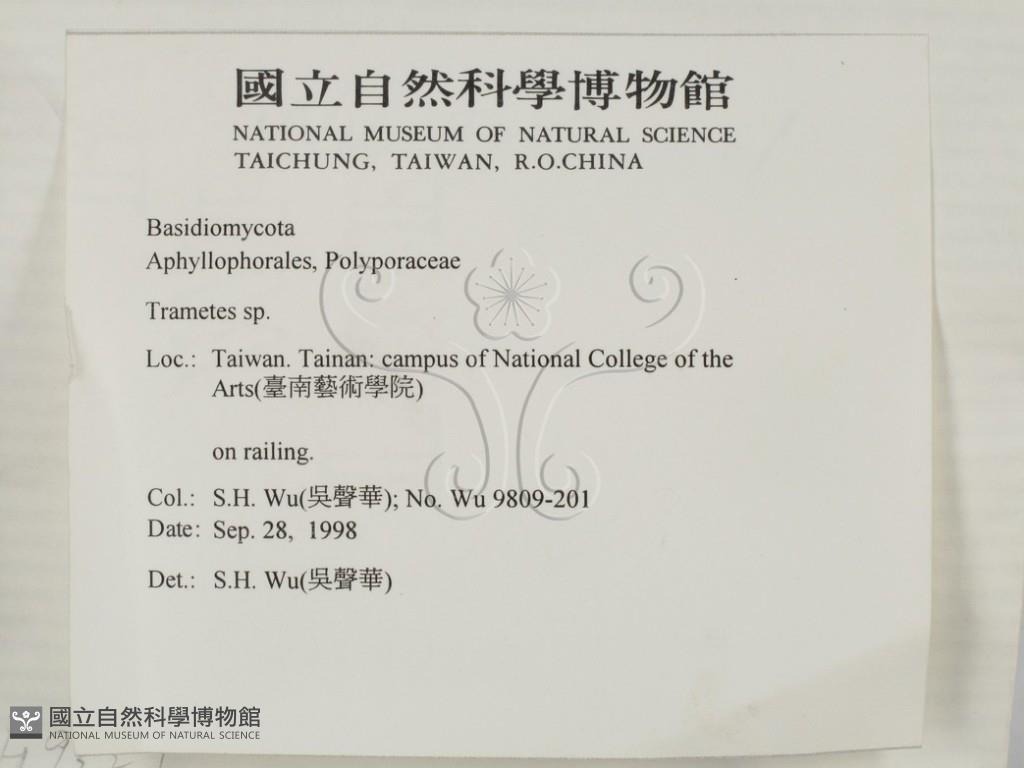 國立自然科學博物館
NATIONAL MUSEUM OF NATURAL SCIENCE
TAICHUNG, TAIWAN, R.O.CHINA
Basidiomycota
Aphyllophorales, Polyporaceae
Trametes sp.
Loc.: Taiwan. Tainan: campus of National College of the
Arts(臺南藝術學院)
on railing.
Col.: S.H. Wu(吳聲華); No. Wu 9809-201
Date: Sep. 28, 1998
Det.: S.H. Wu(吳聲華)
國立自然科學博物館
NATIONAL MUSEUM OF NATURAL SCIENCE